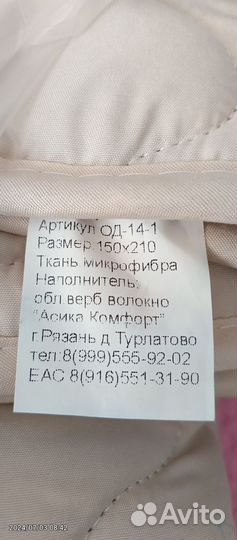 Артикул ОД-14-1
Размер 150х210
Ткань микрофибра
Наполнитель:
обл верб волокно
"Асика Комфорт"
г.Рязань д Турлатово
тел:8(999)555-92-02
ЕАС 8(916)551-31-90
2024/07/03 08:42
Avito